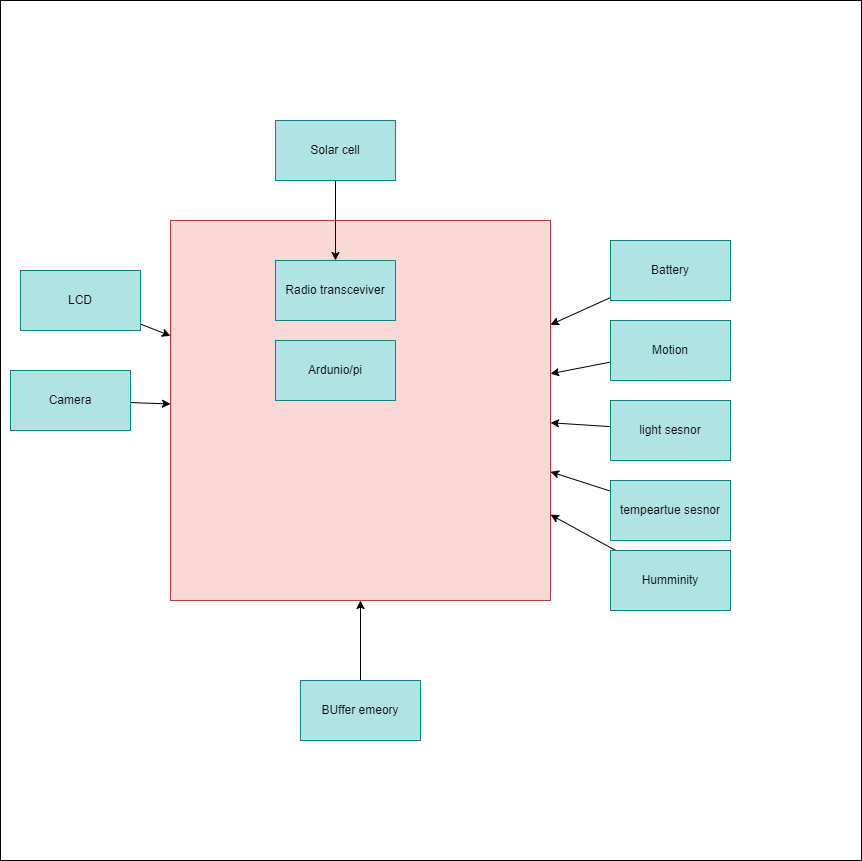 Solar cell
LCD
Camera
Radio transceviver
Ardunio/pi
Battery
Motion
light sesnor
tempeartue sesnor
Humminity
BUffer emeory